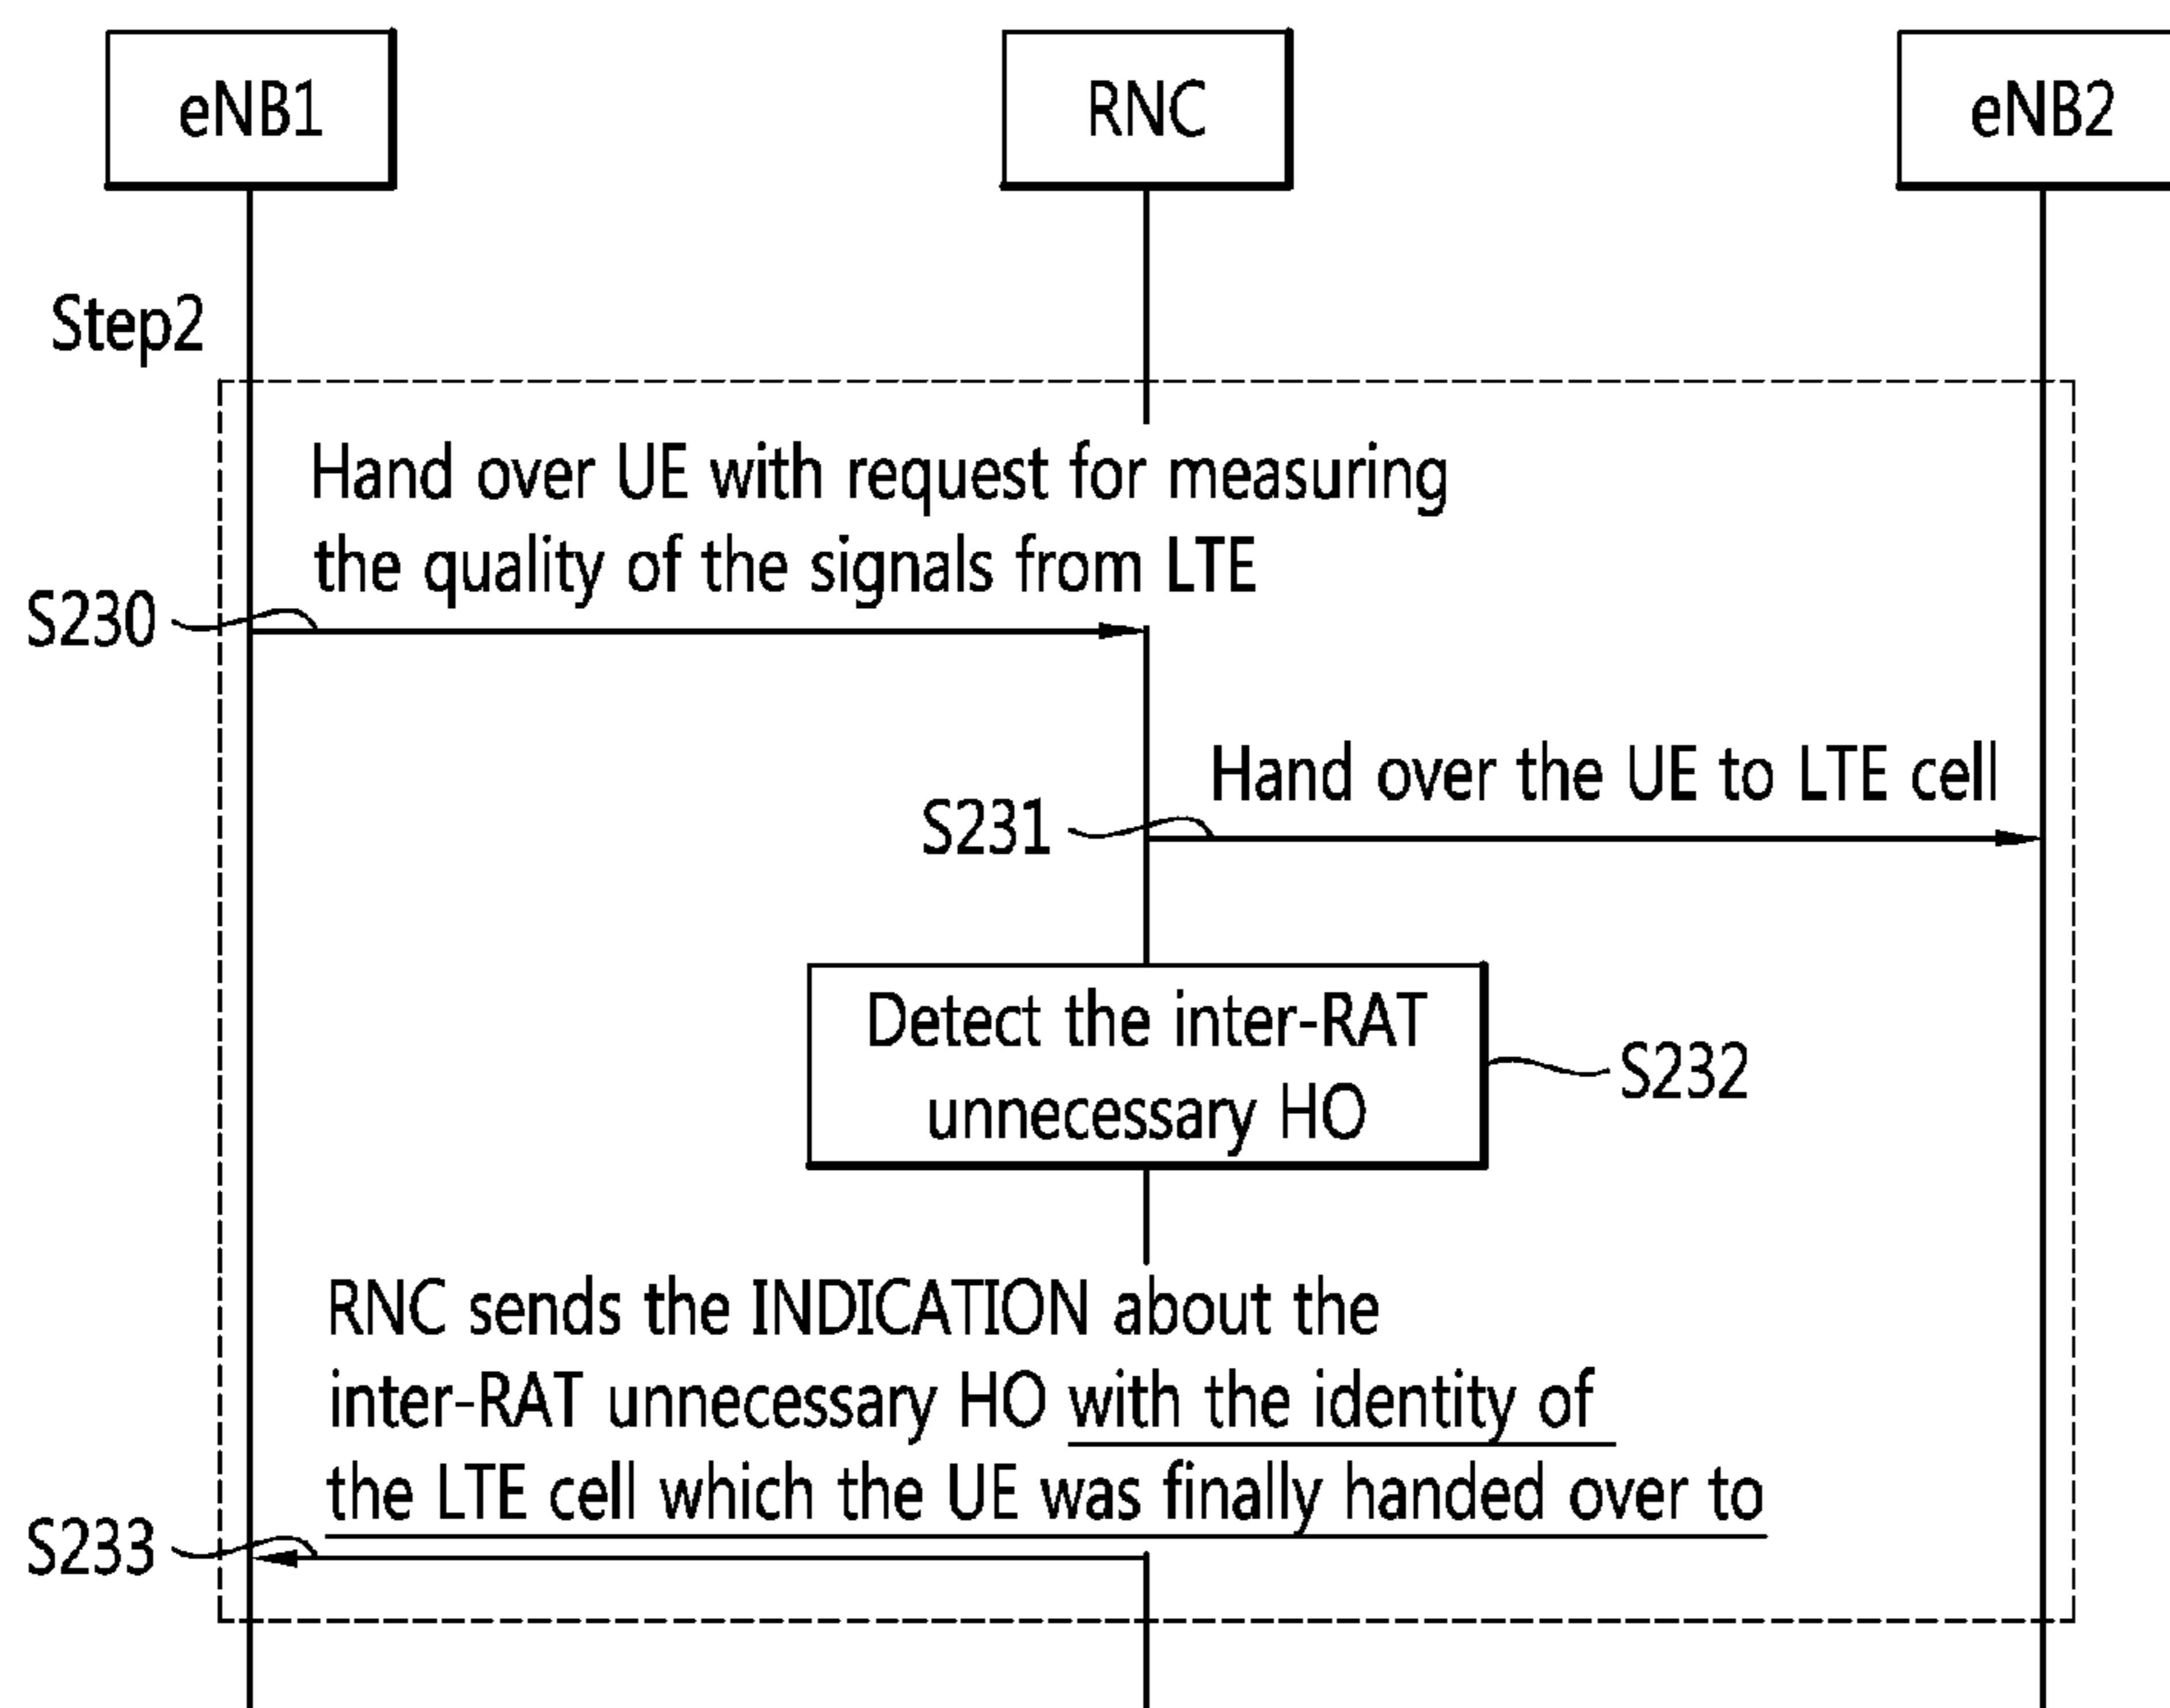 eNB1
RNC
eNB2
Step2
Hand over UE with request for measuring
the quality of the signals from LTE
S230
Hand over the UE to LTE cell
S231
Detect the inter-RAT
unnecessary HO
S232
RNC sends the INDICATION about the
inter-RAT unnecessary HO with the identity of
the LTE cell which the UE was finally handed over to
S233